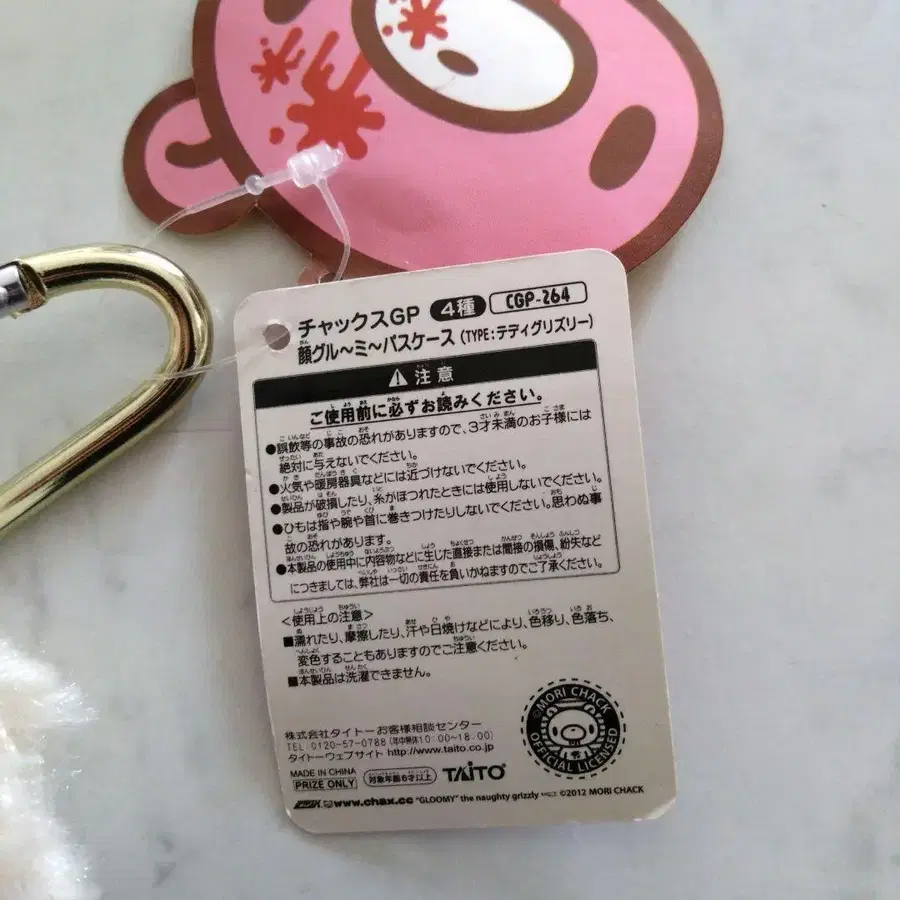 チャックスGP 4種 CGP-264
顔グル〜ミ〜パスケース (TYPE:テディグリズリー)
⚠注意
ご使用前に必ずお読みください。
●誤飲等の事故の恐れがありますので、3才未満のお子様には
絶対に与えないでください。
●火気や暖房器具などには近づけないでください。
●製品が破損したり、糸がほつれたときには使用しないでください。
●ひもは指や腕や首に巻きつけたりしないでください。思わぬ事
故の恐れがあります。
●本製品の使用中に内容物などに生じた直接または間接の損傷、紛失など
につきましては、弊社は一切の責任を負いかねますのでご了承ください。
<使用上の注意>
■濡れたり、摩擦したり、汗や日焼けなどにより、色移り、色落ち、
変色することもありますのでご注意ください。
■本製品は洗濯できません。
©MORI CHACK
OFFICIAL LICENSED
株式会社タイトーお客様相談センター
TEL 0120-57-0788 (年中無休10:00〜18:00)
タイトーウェブサイト http://www.taito.co.jp
MADE IN CHINA
PRIZE ONLY 対象年齢6才以上 TAITO
www.chax.cc "GLOOMY" the naughty grizzly ©2012 MORI CHACK